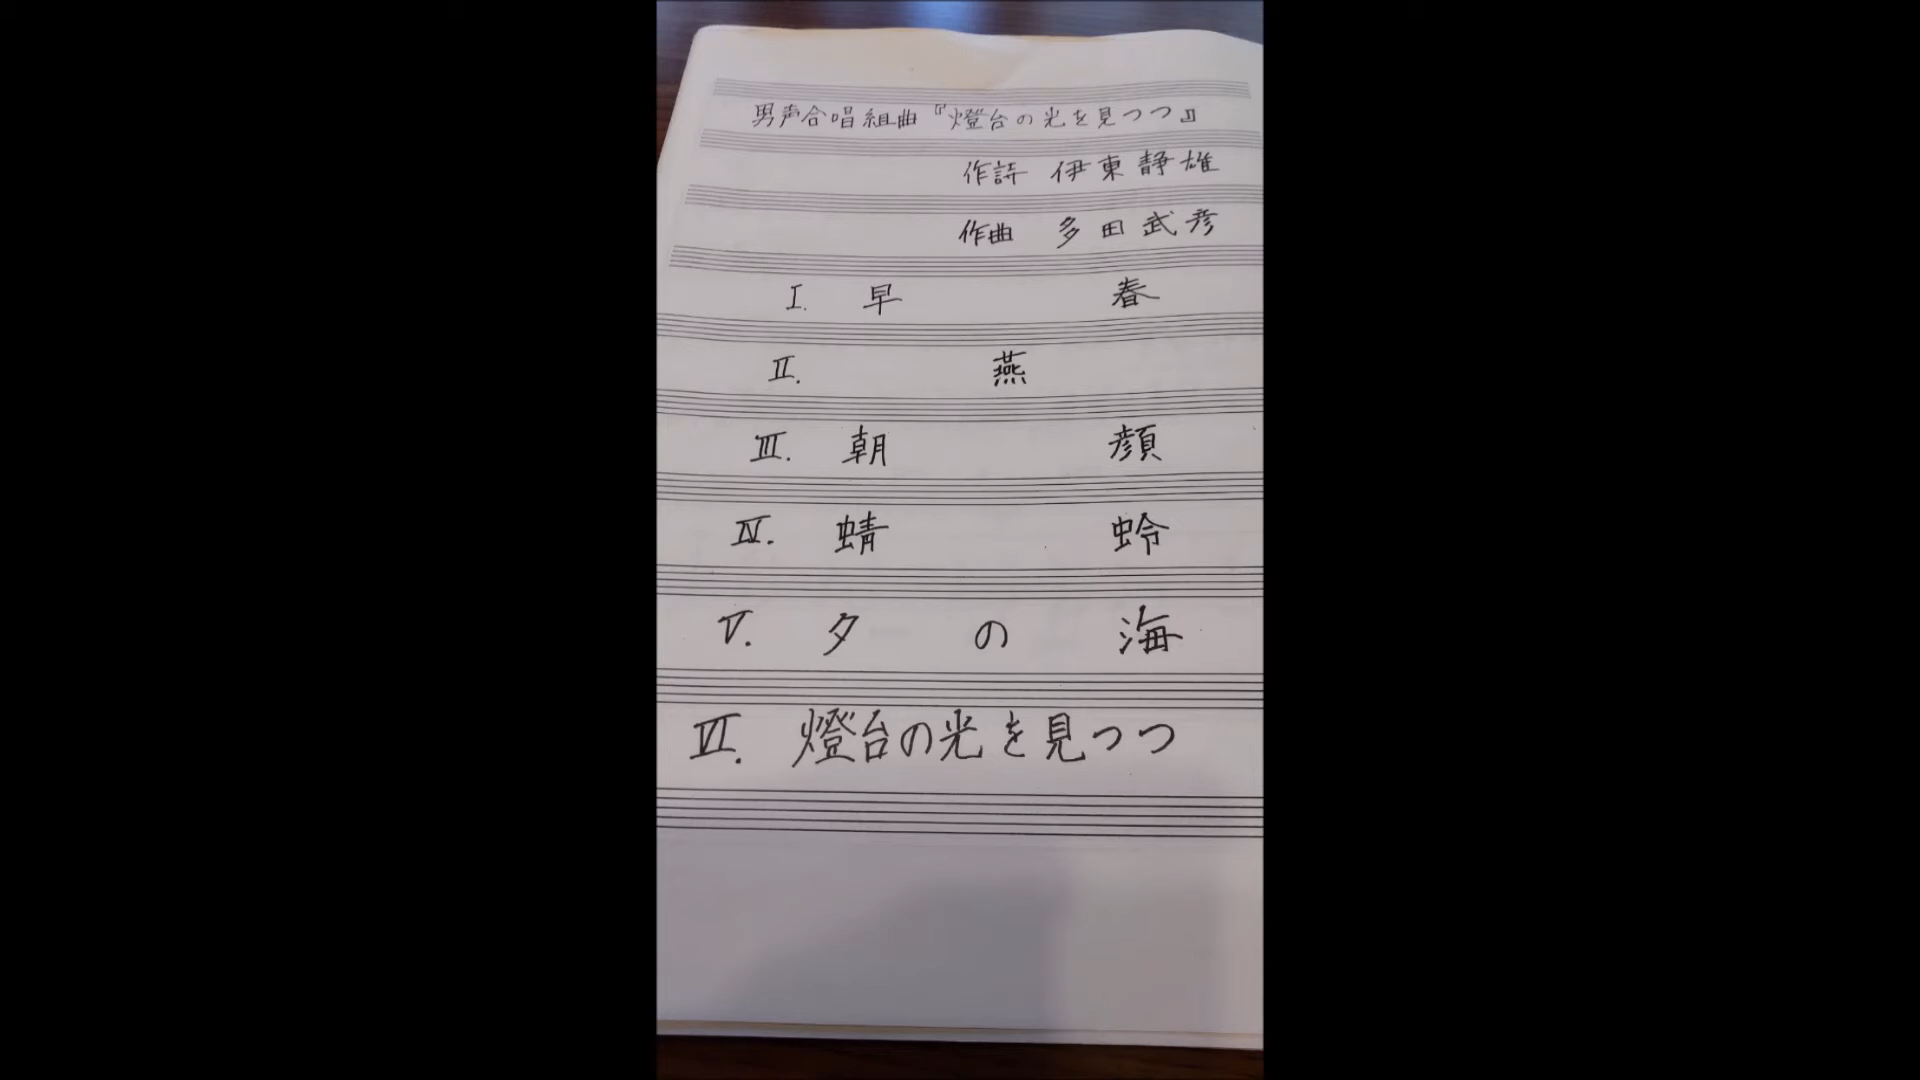 男声合唱組曲『燈台の光を見つつ』
作詩 伊東静雄
作曲 多田武彦
I. 早春
II. 燕
III. 朝顔
IV. 蜻蛉
V. 夕の海
VI. 燈台の光を見つつ